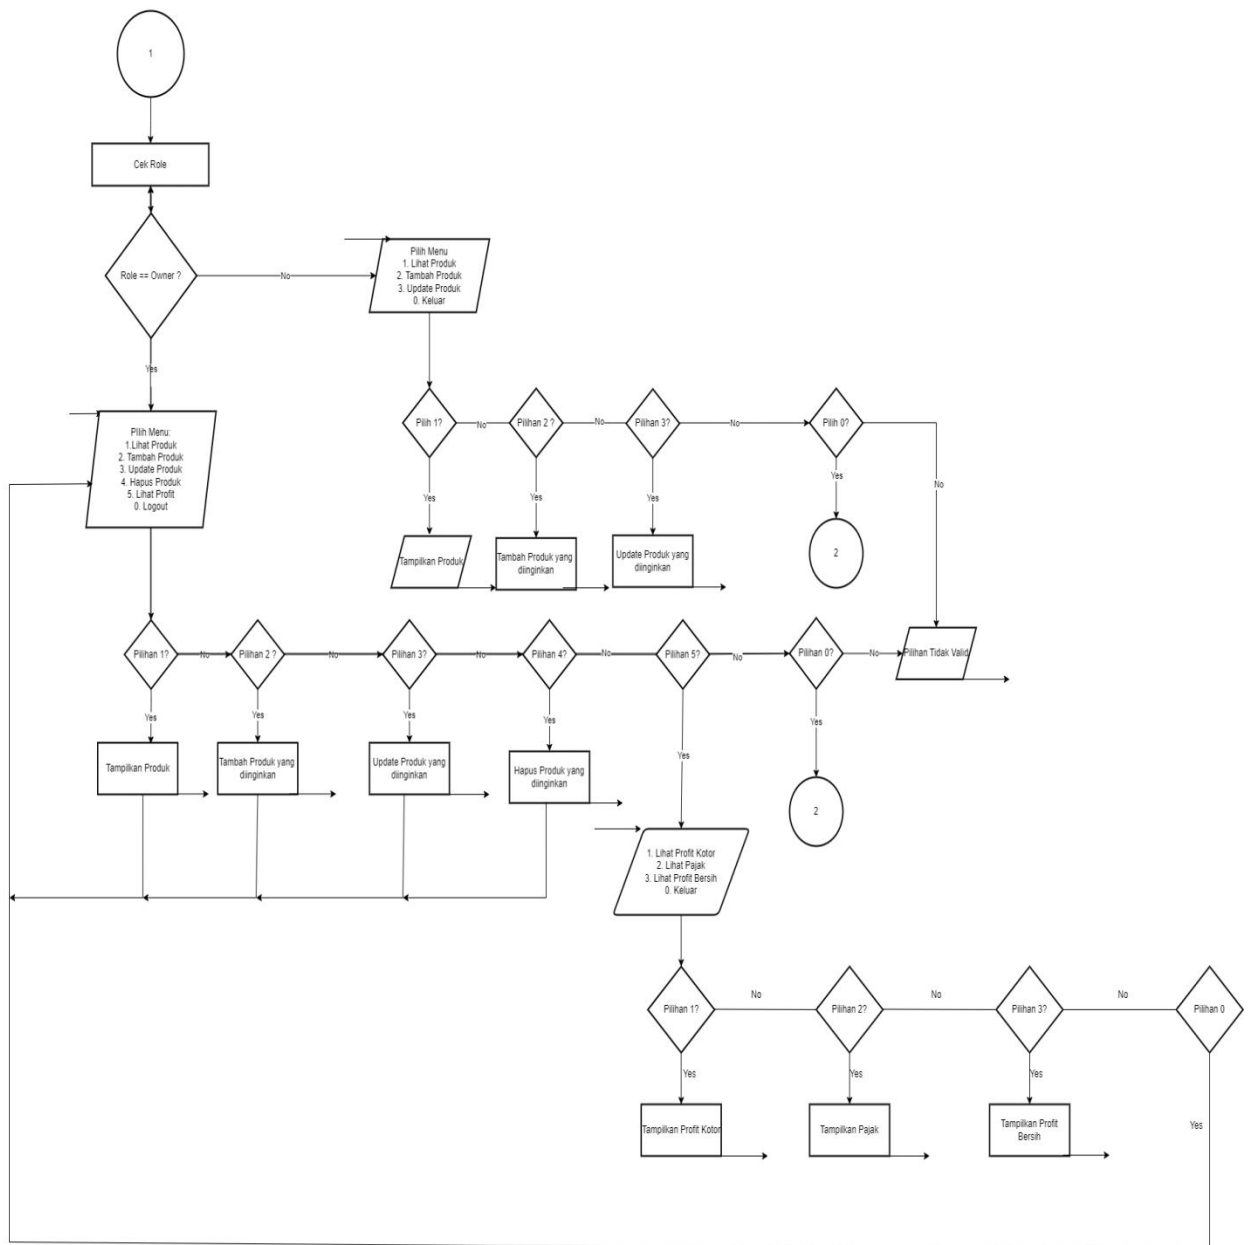 1
Cek Role
Role == Owner ?
No
Pilih Menu
1. Lihat Produk
2. Tambah Produk
3. Update Produk
0. Keluar
Yes
PIlih Menu:
1.Lihat Produk
2. Tambah Produk
3. Update Produk
4. Hapus Produk
5. Lihat Profit
0. Logout
Pilih 1?
No
Pilihan 2 ?
No
Pilihan 3?
No
Pilih 0?
Yes
Yes
Yes
Yes
No
Tampilkan Produk
Tambah Produk yang
diinginkan
Update Produk yang
diinginkan
2
Pilihan 1?
No
Pilihan 2 ?
No
Pilihan 3?
No
Pilihan 4?
No
Pilihan 5?
No
Pilihan 0?
No
Pilihan Tidak Valid
Yes
Yes
Yes
Yes
Yes
Yes
Tampilkan Produk
Tambah Produk yang
diinginkan
Update Produk yang
diinginkan
Hapus Produk yang
diinginkan
2
1. Lihat Profit Kotor
2. Lihat Pajak
3. Lihat Profit Bersih
0. Keluar
Pilihan 1?
No
Pilihan 2?
No
Pilihan 3?
No
Pilihan 0
Yes
Yes
Yes
Yes
Tampilkan Profit Kotor
Tampilkan Pajak
Tampilkan Profit
Bersih